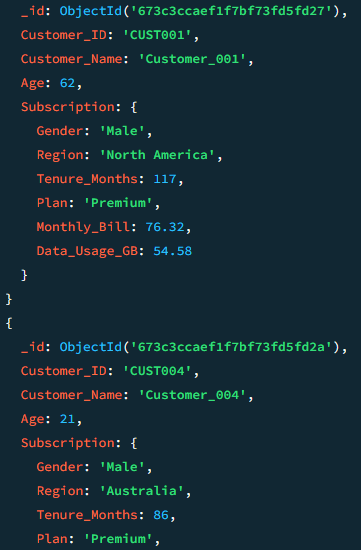 _id: ObjectId('673c3ccaef1f7bf73fd5fd27'),
Customer_ID: 'CUST001',
Customer_Name: 'Customer_001',
Age: 62,
Subscription: {
Gender: 'Male',
Region: 'North America',
Tenure_Months: 117,
Plan: 'Premium',
Monthly_Bill: 76.32,
Data_Usage_GB: 54.58
}
}
{
_id: ObjectId('673c3ccaef1f7bf73fd5fd2a'),
Customer_ID: 'CUST004',
Customer_Name: 'Customer_004',
Age: 21,
Subscription: {
Gender: 'Male',
Region: 'Australia',
Tenure_Months: 86,
Plan: 'Premium',